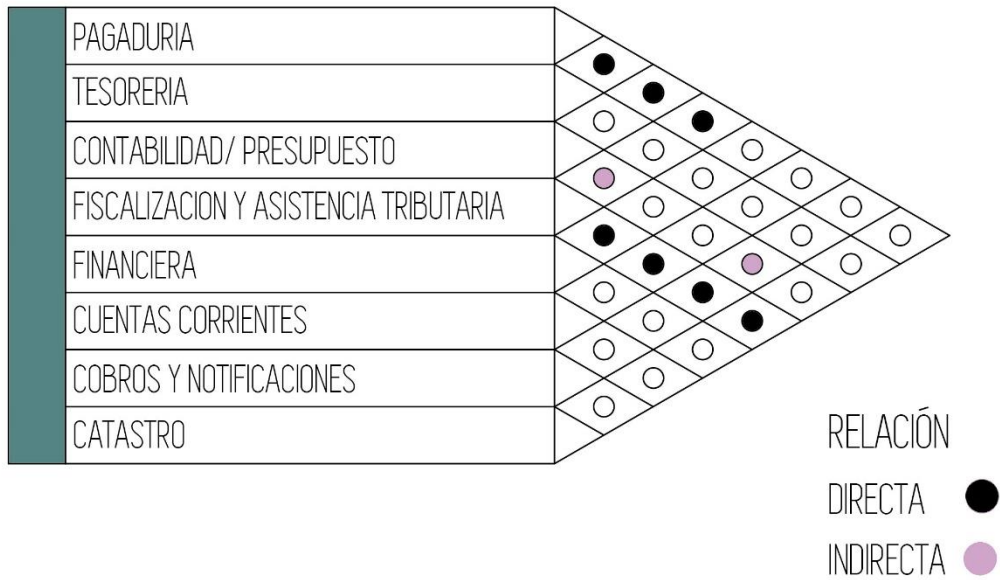 PAGADURIA
TESORERIA
CONTABILIDAD/ PRESUPUESTO
FISCALIZACION Y ASISTENCIA TRIBUTARIA
FINANCIERA
CUENTAS CORRIENTES
COBROS Y NOTIFICACIONES
CATASTRO
RELACIÓN
DIRECTA
INDIRECTA